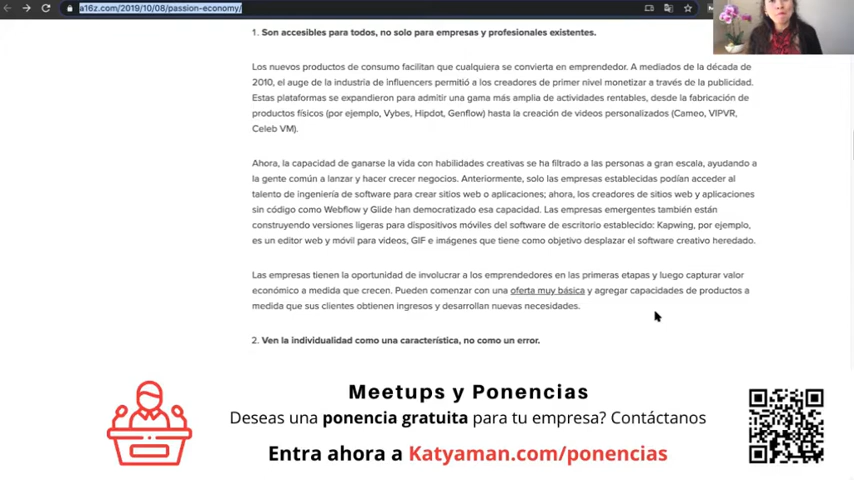 a16z.com/2019/10/08/passion-economy/
1. Son accesibles para todos, no solo para empresas y profesionales existentes.
Los nuevos productos de consumo facilitan que cualquiera se convierta en emprendedor. A mediados de la década de
2010, el auge de la industria de influencers permitió a los creadores de primer nivel monetizar a través de la publicidad.
Estas plataformas se expandieron para admitir una gama más amplia de actividades rentables, desde la fabricación de
productos físicos (por ejemplo, Vybes, Hipdot, Genflow) hasta la creación de videos personalizados (Cameo, VIPVR,
Celeb VM).
Ahora, la capacidad de ganarse la vida con habilidades creativas se ha filtrado a las personas a gran escala, ayudando a
la gente común a lanzar y hacer crecer negocios. Anteriormente, solo las empresas establecidas podían acceder al
talento de ingeniería de software para crear sitios web o aplicaciones; ahora, los creadores de sitios web y aplicaciones
sin código como Webflow y Glide han democratizado esa capacidad. Las empresas emergentes también están
construyendo versiones ligeras para dispositivos móviles del software de escritorio establecido: Kapwing, por ejemplo,
es un editor web y móvil para videos, GIF e imágenes que tiene como objetivo desplazar el software creativo heredado.
Las empresas tienen la oportunidad de involucrar a los emprendedores en las primeras etapas y luego capturar valor
económico a medida que crecen. Pueden comenzar con una oferta muy básica y agregar capacidades de productos a
medida que sus clientes obtienen ingresos y desarrollan nuevas necesidades.
2. Ven la individualidad como una característica, no como un error.
Meetups y Ponencias
Deseas una ponencia gratuita para tu empresa? Contáctanos
Entra ahora a Katyaman.com/ponencias